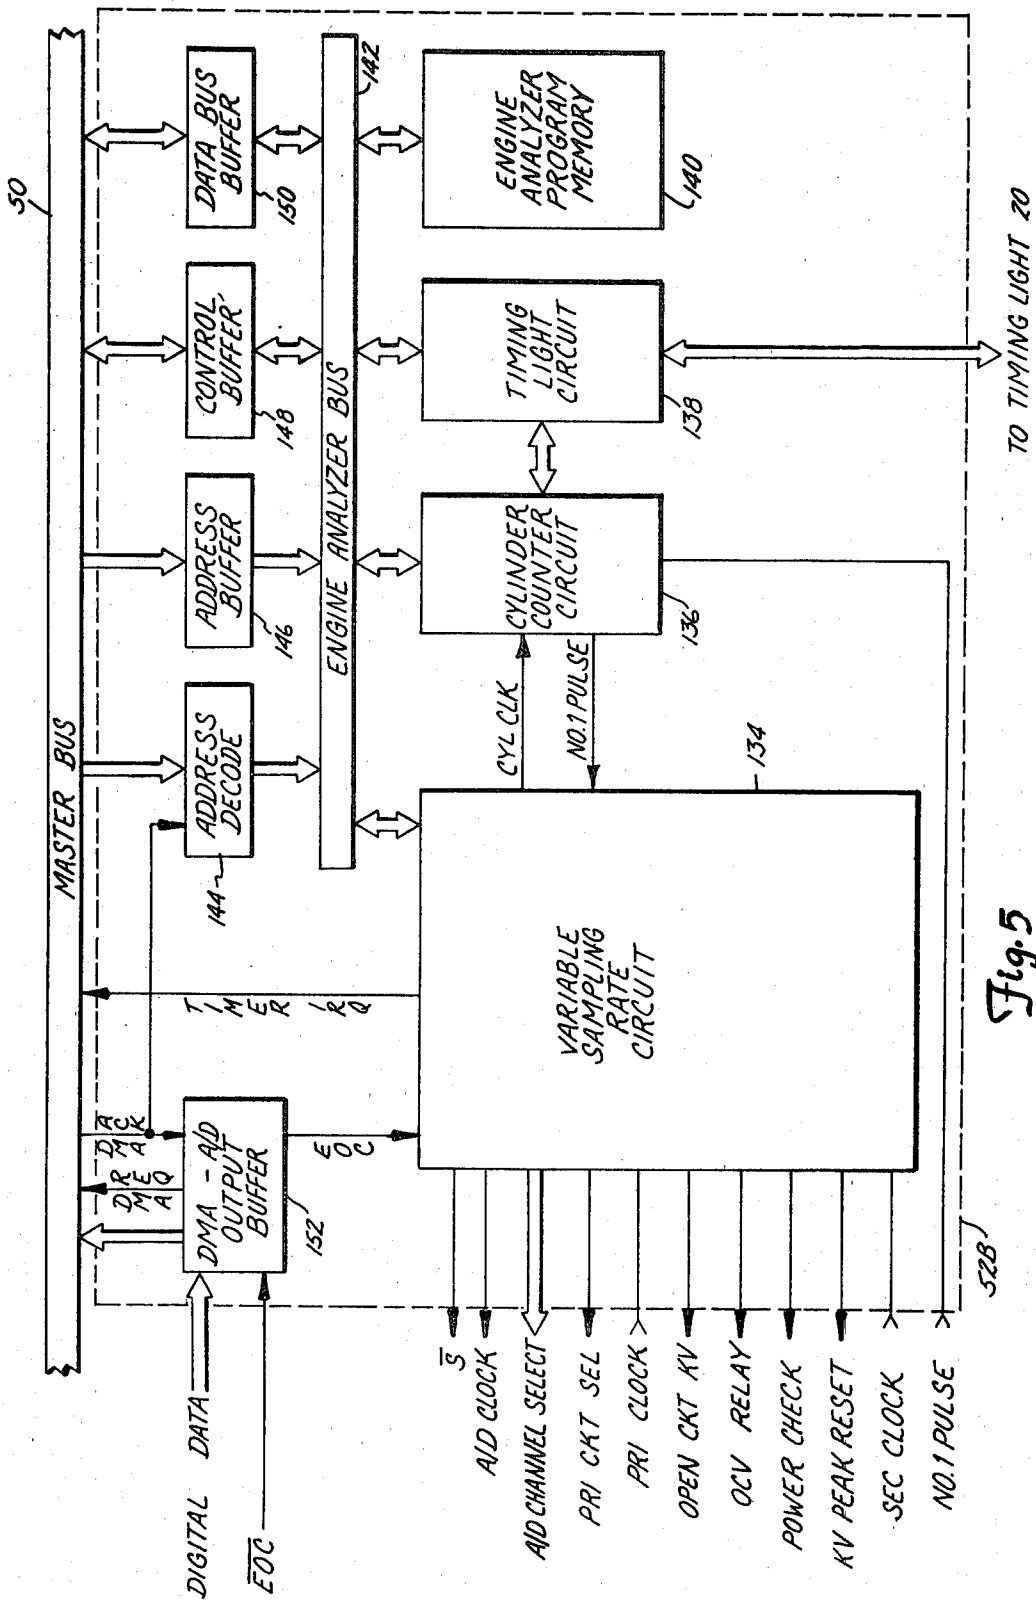 50
MASTER BUS
DATA BUS
BUFFER
150
CONTROL
BUFFER
148
ADDRESS
BUFFER
146
ADDRESS
DECODE
144
DMA
ACK
DMA
REQ
DMA - A/D
OUTPUT
BUFFER
152
TIMER IRQ
EOC
DIGITAL DATA
E̅O̅C̅
ENGINE ANALYZER BUS
142
ENGINE
ANALYZER
PROGRAM
MEMORY
140
TIMING
LIGHT
CIRCUIT
138
CYLINDER
COUNTER
CIRCUIT
136
CYL CLK
NO.1 PULSE
134
VARIABLE
SAMPLING
RATE
CIRCUIT
S̅
A/D CLOCK
A/D CHANNEL SELECT
PRI CKT SEL
PRI CLOCK
OPEN CKT KV
OCV RELAY
POWER CHECK
KV PEAK RESET
SEC CLOCK
NO.1 PULSE
52B
TO TIMING LIGHT 20
Fig. 5